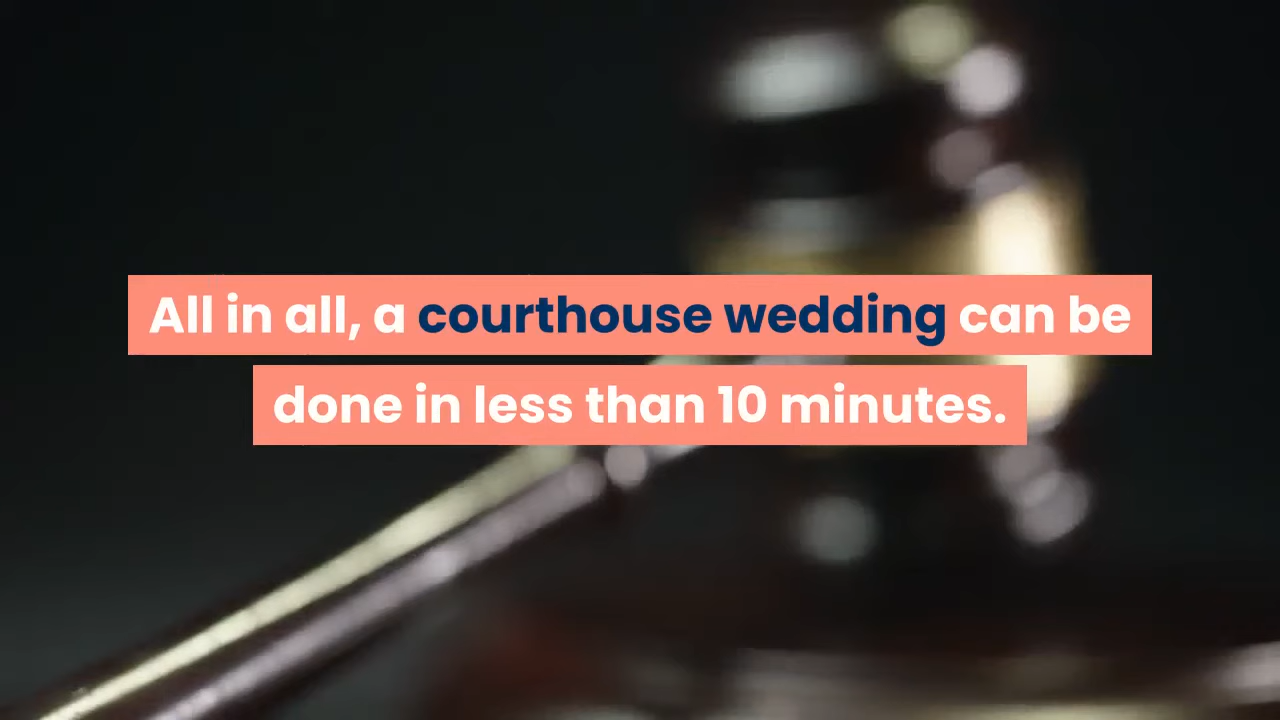 All in all, a courthouse wedding can be
done in less than 10 minutes.